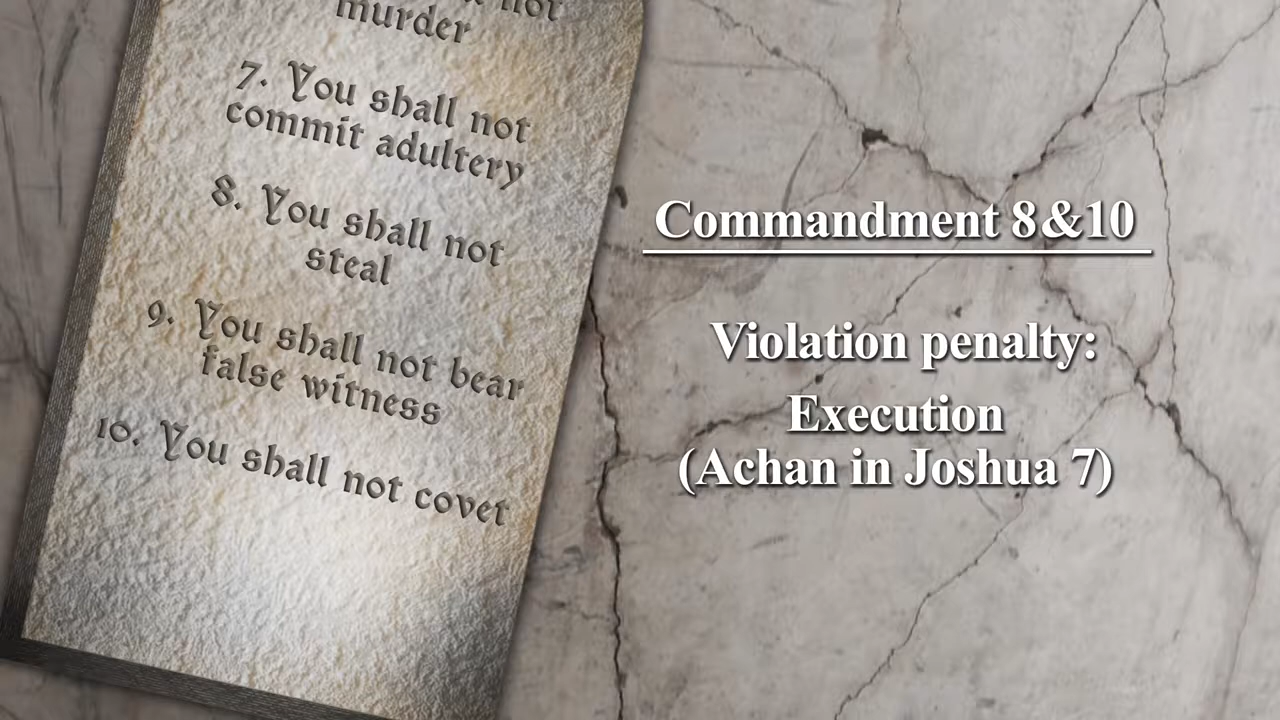 murder
7. You shall not
commit adultery
8. You shall not
steal
9. You shall not bear
false witness
10. You shall not covet
Commandment 8&10
Violation penalty:
Execution
(Achan in Joshua 7)